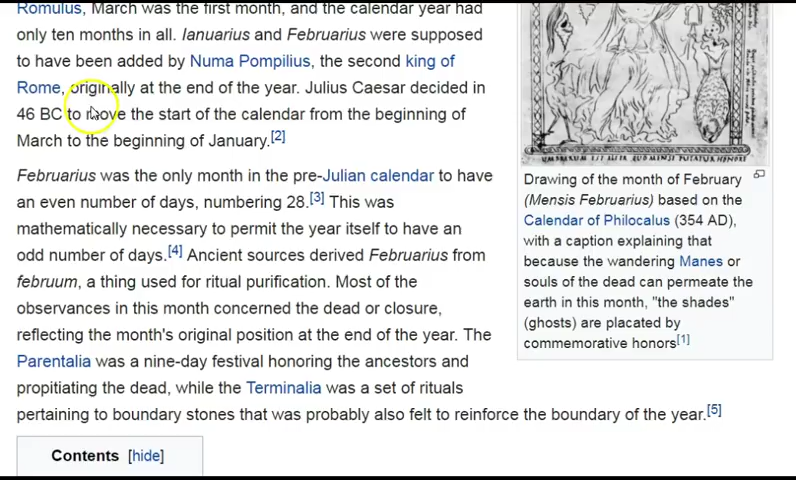 Romulus, March was the first month, and the calendar year had
only ten months in all. Ianuarius and Februarius were supposed
to have been added by Numa Pompilius, the second king of
Rome, originally at the end of the year. Julius Caesar decided in
46 BC to move the start of the calendar from the beginning of
March to the beginning of January.[2]
Februarius was the only month in the pre-Julian calendar to have
an even number of days, numbering 28.[3] This was
mathematically necessary to permit the year itself to have an
odd number of days.[4] Ancient sources derived Februarius from
februum, a thing used for ritual purification. Most of the
observances in this month concerned the dead or closure,
reflecting the month's original position at the end of the year. The
Parentalia was a nine-day festival honoring the ancestors and
propitiating the dead, while the Terminalia was a set of rituals
pertaining to boundary stones that was probably also felt to reinforce the boundary of the year.[5]
Contents [hide]
UMBRARUM EST ALTER QUO MENSE PUTATUR HONORE
Drawing of the month of February
(Mensis Februarius) based on the
Calendar of Philocalus (354 AD),
with a caption explaining that
because the wandering Manes or
souls of the dead can permeate the
earth in this month, "the shades"
(ghosts) are placated by
commemorative honors[1]